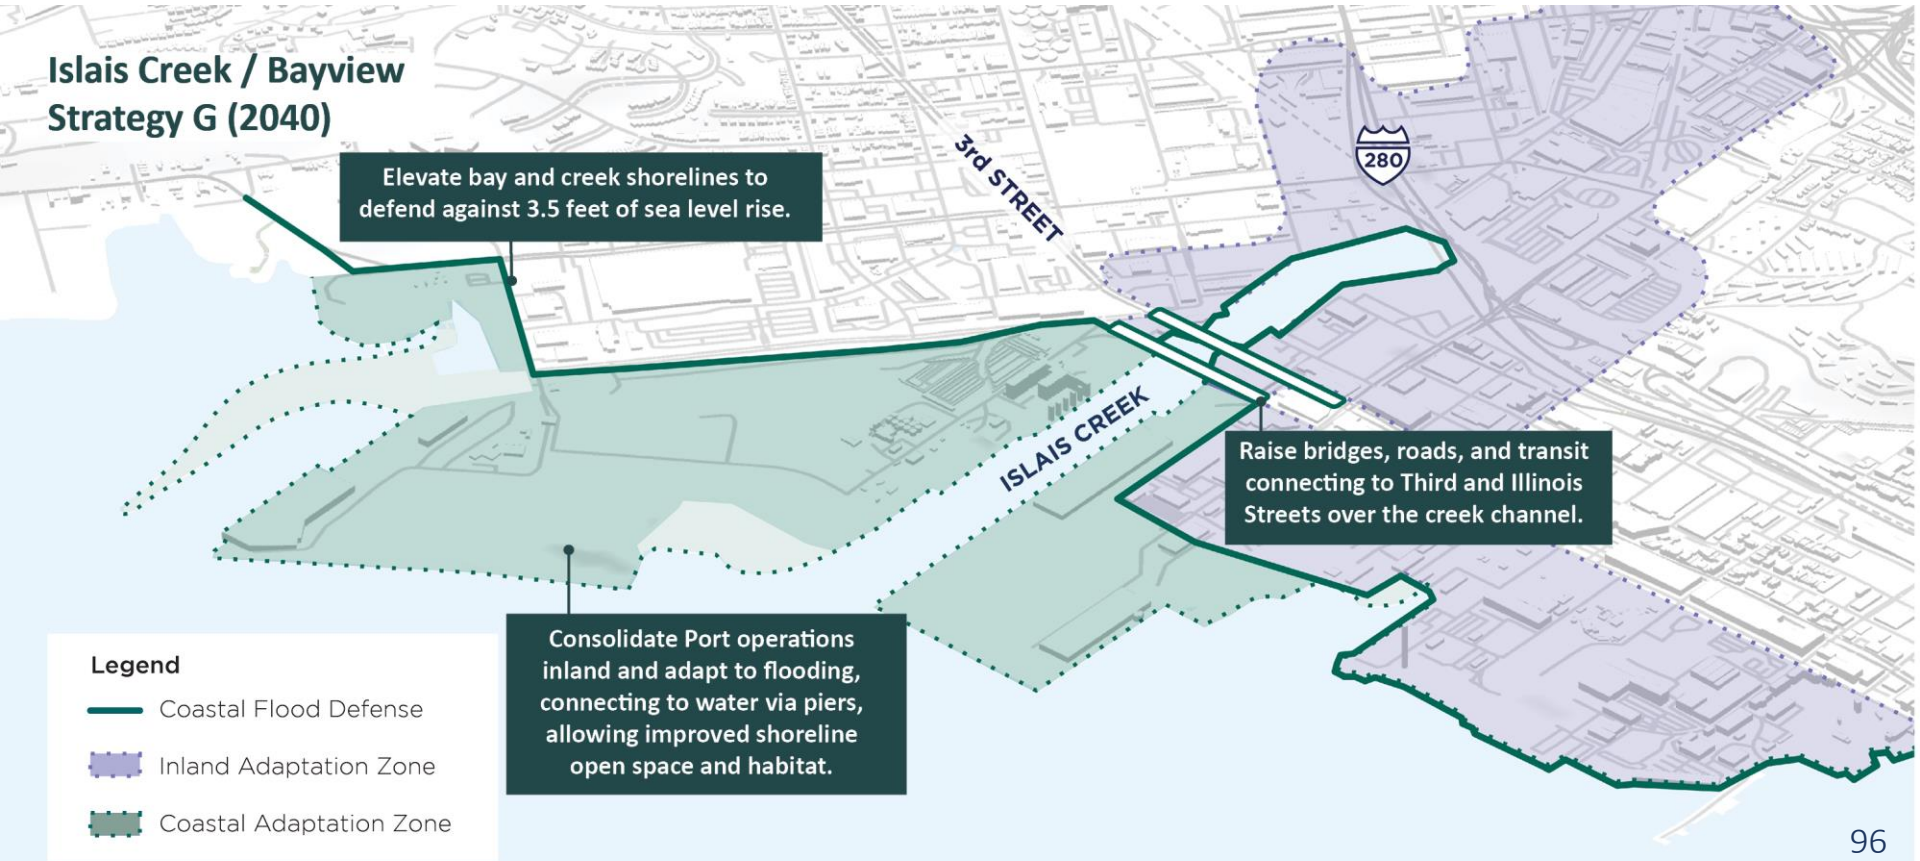 Islais Creek / Bayview
Strategy G (2040)
Elevate bay and creek shorelines to
defend against 3.5 feet of sea level rise.
3rd STREET
280
ISLAIS CREEK
Raise bridges, roads, and transit
connecting to Third and Illinois
Streets over the creek channel.
Consolidate Port operations
inland and adapt to flooding,
connecting to water via piers,
allowing improved shoreline
open space and habitat.
Legend
Coastal Flood Defense
Inland Adaptation Zone
Coastal Adaptation Zone
96